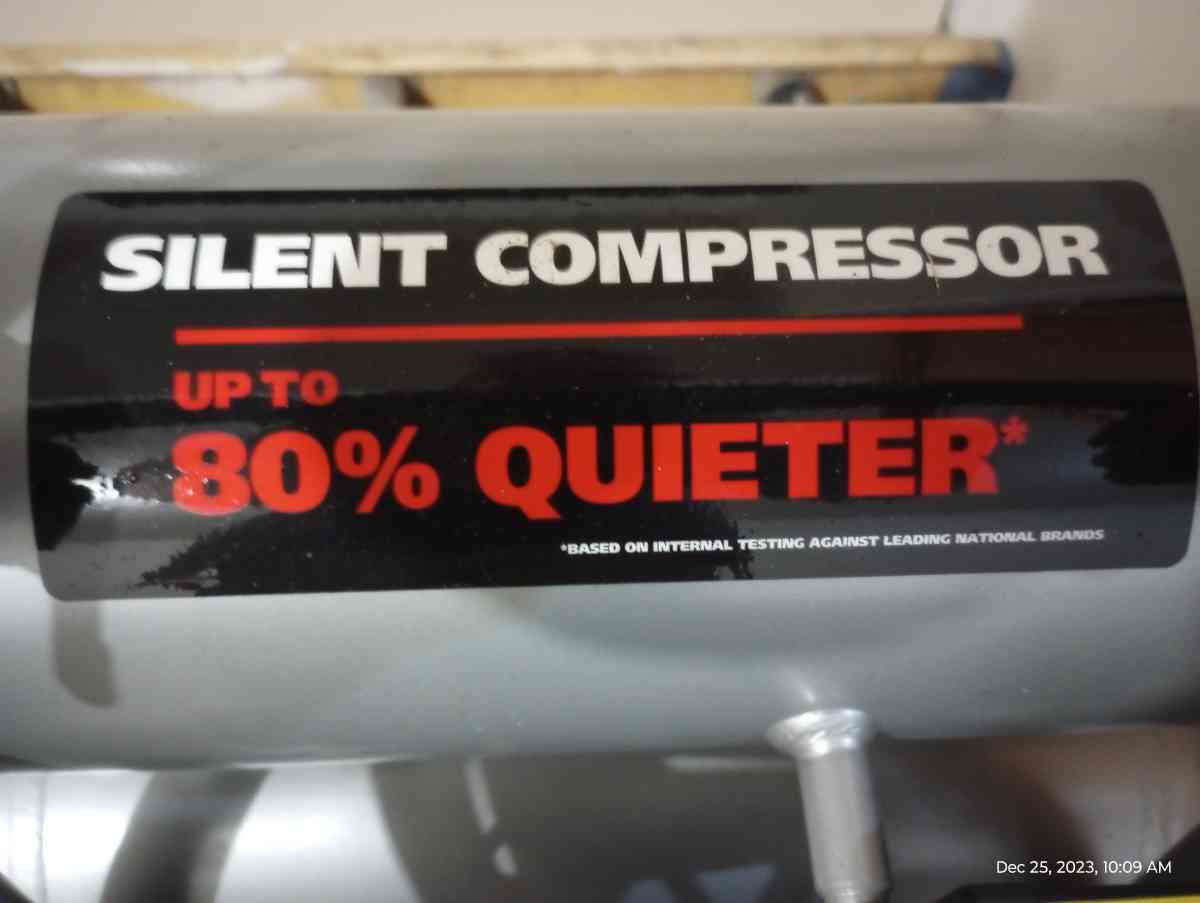 SILENT COMPRESSOR
UP TO
80% QUIETER*
*BASED ON INTERNAL TESTING AGAINST LEADING NATIONAL BRANDS
Dec 25, 2023, 10:09 AM